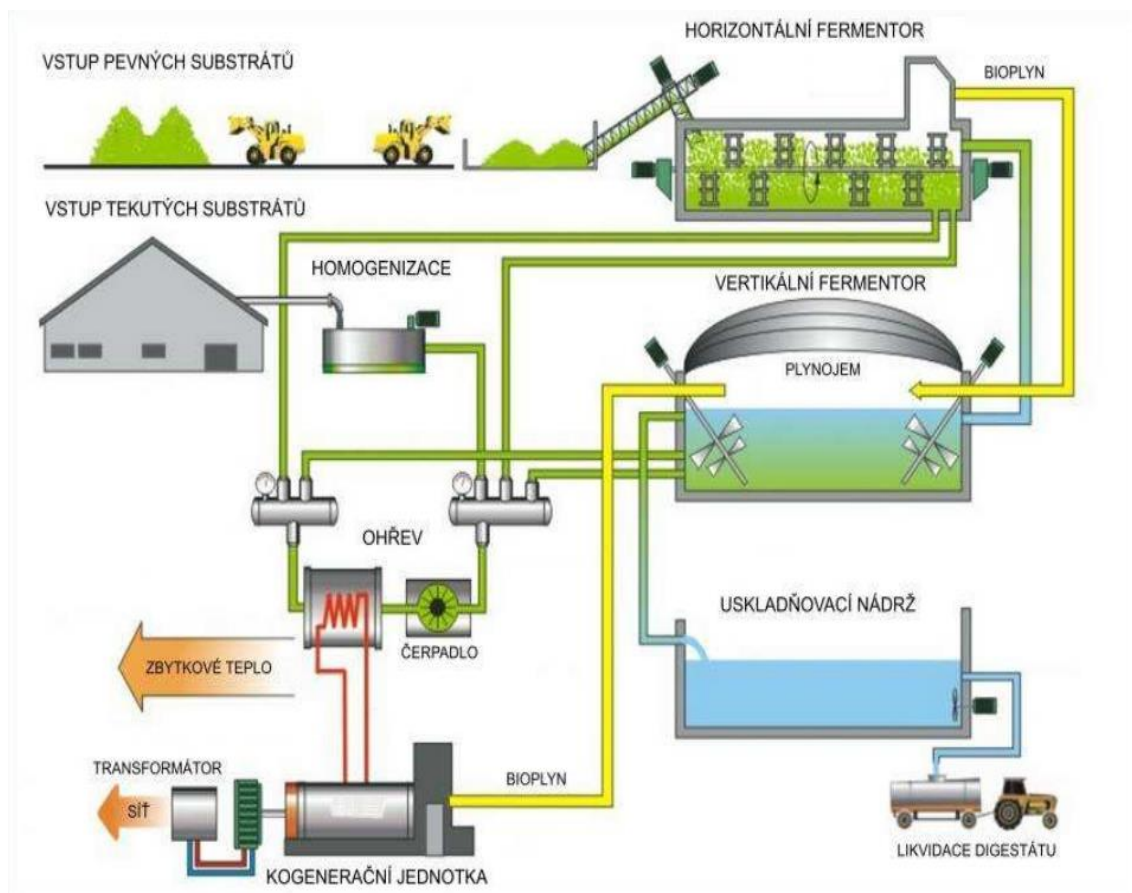 HORIZONTÁLNÍ FERMENTOR
VSTUP PEVNÝCH SUBSTRÁTŮ
BIOPLYN
VSTUP TEKUTÝCH SUBSTRÁTŮ
HOMOGENIZACE
VERTIKÁLNÍ FERMENTOR
PLYNOJEM
OHŘEV
ČERPADLO
USKLADŇOVACÍ NÁDRŽ
ZBYTKOVÉ TEPLO
TRANSFORMÁTOR
BIOPLYN
SÍŤ
KOGENERAČNÍ JEDNOTKA
LIKVIDACE DIGESTÁTU